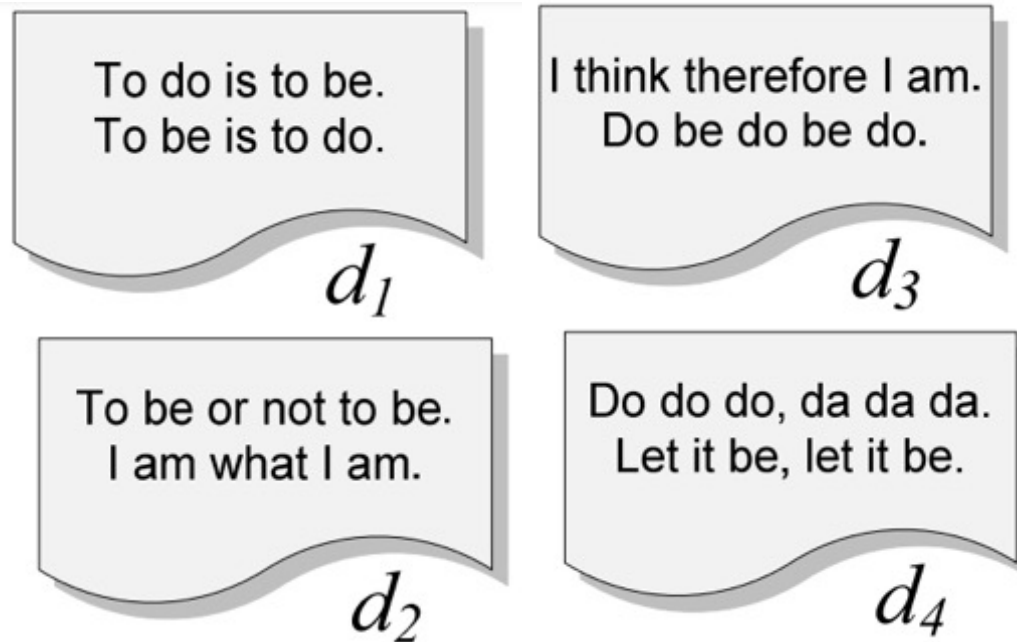 To do is to be.
To be is to do.
d1
To be or not to be.
I am what I am.
d2
I think therefore I am.
Do be do be do.
d3
Do do do, da da da.
Let it be, let it be.
d4